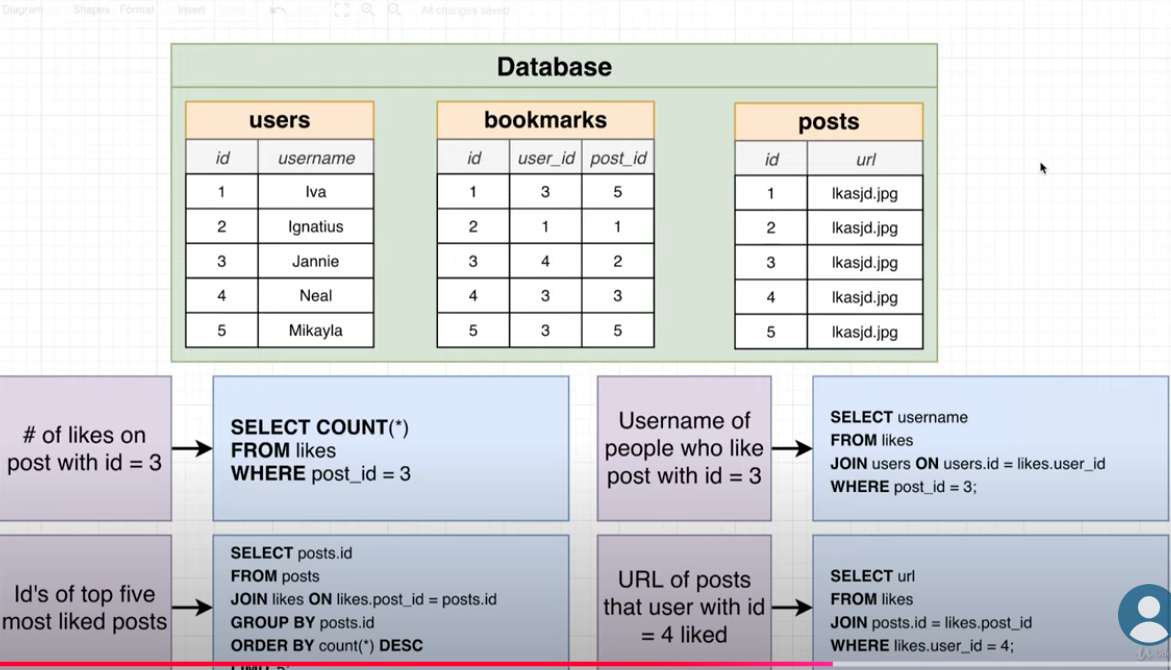 Diagram Shapes Format Insert All changes saved
Database
users bookmarks posts
id username id user_id post_id id url
1 Iva 1 3 5 1 lkasjd.jpg
2 Ignatius 2 1 1 2 lkasjd.jpg
3 Jannie 3 4 2 3 lkasjd.jpg
4 Neal 4 3 3 4 lkasjd.jpg
5 Mikayla 5 3 5 5 lkasjd.jpg
# of likes on
post with id = 3
SELECT COUNT(*)
FROM likes
WHERE post_id = 3
Username of
people who like
post with id = 3
SELECT username
FROM likes
JOIN users ON users.id = likes.user_id
WHERE post_id = 3;
Id's of top five
most liked posts
SELECT posts.id
FROM posts
JOIN likes ON likes.post_id = posts.id
GROUP BY posts.id
ORDER BY count(*) DESC
URL of posts
that user with id
= 4 liked
SELECT url
FROM likes
JOIN posts.id = likes.post_id
WHERE likes.user_id = 4;